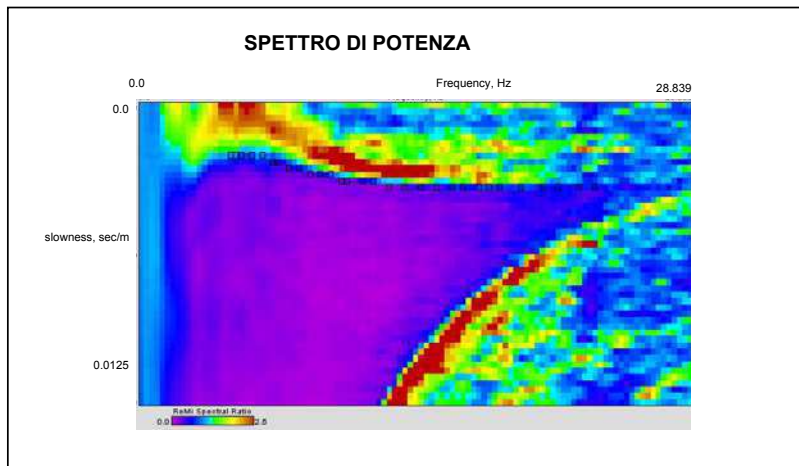 SPETTRO DI POTENZA
0.0 Frequency, Hz 28.839
0.0
slowness, sec/m
0.0125
ReMi Spectral Ratio
0.0 2.5